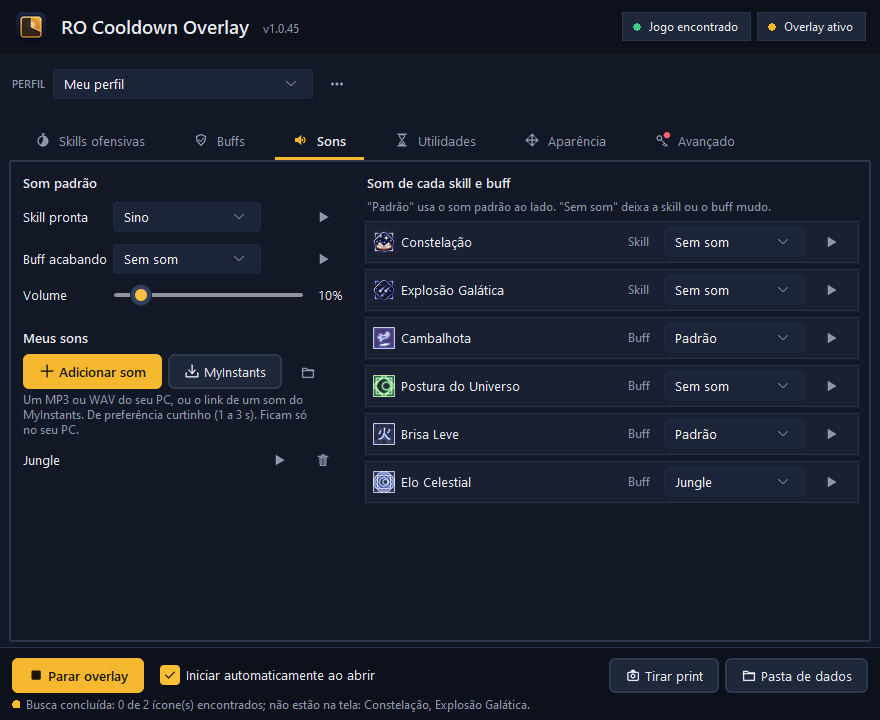 RO Cooldown Overlay v1.0.45
Jogo encontrado
Overlay ativo
PERFIL Meu perfil ...
Skills ofensivas Buffs Sons Utilidades Aparência Avançado
Som padrão
Skill pronta Sino
Buff acabando Sem som
Volume 10%
Meus sons
Adicionar som MyInstants
Um MP3 ou WAV do seu PC, ou o link de um som do
MyInstants. De preferência curtinho (1 a 3 s). Ficam só
no seu PC.
Jungle
Som de cada skill e buff
"Padrão" usa o som padrão ao lado. "Sem som" deixa a skill ou o buff mudo.
Constelação Skill Sem som
Explosão Galática Skill Sem som
Cambalhota Buff Padrão
Postura do Universo Buff Sem som
火 Brisa Leve Buff Padrão
Elo Celestial Buff Jungle
Parar overlay Iniciar automaticamente ao abrir Tirar print Pasta de dados
Busca concluída: 0 de 2 ícone(s) encontrados; não estão na tela: Constelação, Explosão Galática.